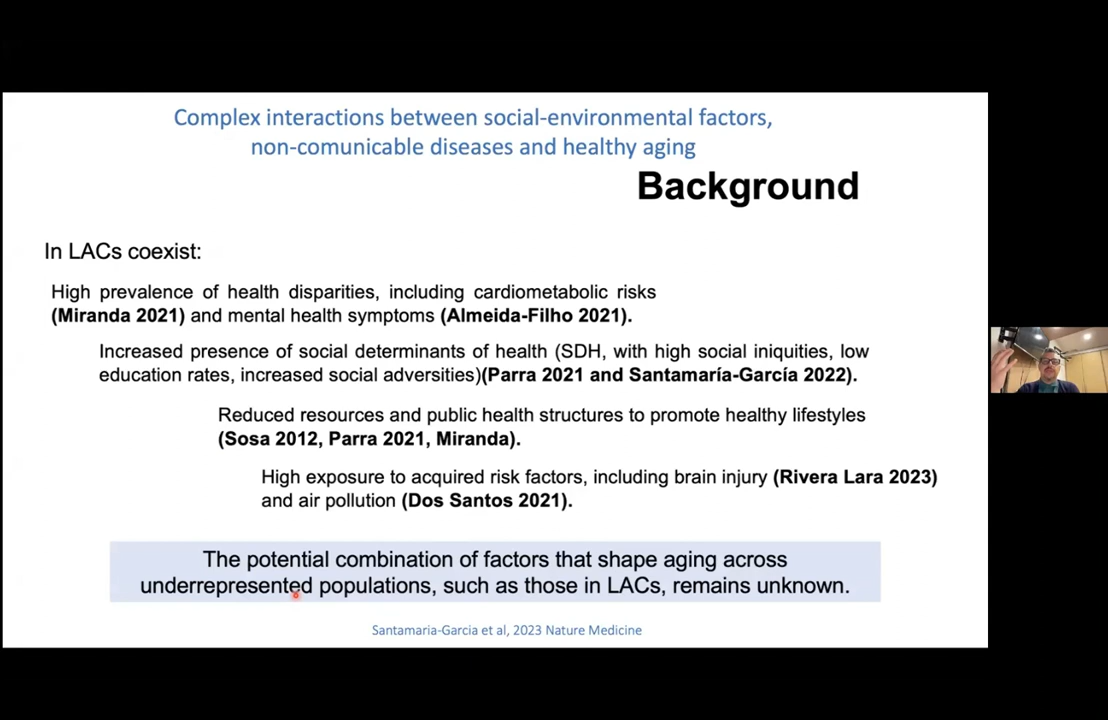 Complex interactions between social-environmental factors,
non-comunicable diseases and healthy aging
Background
In LACs coexist:
High prevalence of health disparities, including cardiometabolic risks
(Miranda 2021) and mental health symptoms (Almeida-Filho 2021).
Increased presence of social determinants of health (SDH, with high social iniquities, low
education rates, increased social adversities)(Parra 2021 and Santamaría-García 2022).
Reduced resources and public health structures to promote healthy lifestyles
(Sosa 2012, Parra 2021, Miranda).
High exposure to acquired risk factors, including brain injury (Rivera Lara 2023)
and air pollution (Dos Santos 2021).
The potential combination of factors that shape aging across
underrepresented populations, such as those in LACs, remains unknown.
Santamaria-Garcia et al, 2023 Nature Medicine